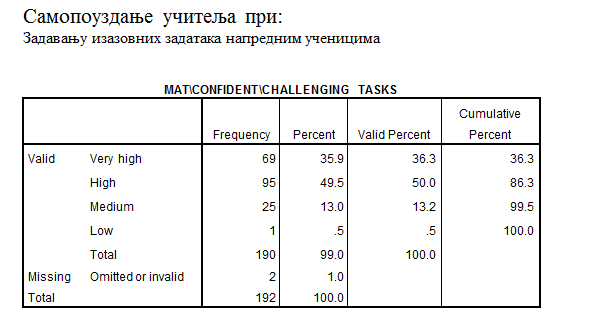 Самопоуздање учитеља при:
Задавању изазовних задатака напредним ученицима
MAT\CONFIDENT\CHALLENGING TASKS
Frequency Percent Valid Percent Cumulative Percent
Valid Very high 69 35.9 36.3 36.3
High 95 49.5 50.0 86.3
Medium 25 13.0 13.2 99.5
Low 1 .5 .5 100.0
Total 190 99.0 100.0
Missing Omitted or invalid 2 1.0
Total 192 100.0